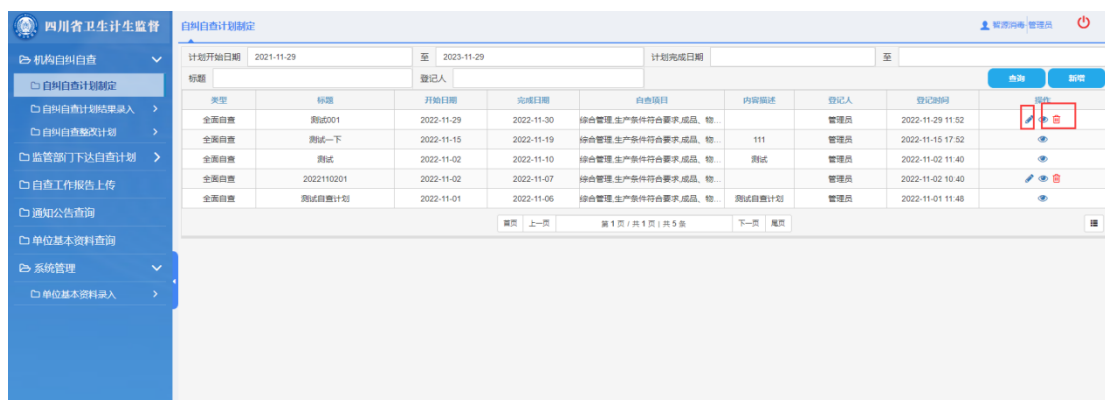 四川省卫生计生监督
自纠自查计划制定
管理员
机构自纠自查
自纠自查计划制定
自纠自查计划结果录入
自纠自查整改计划
监管部门下达自查计划
自查工作报告上传
通知公告查询
单位基本资料查询
系统管理
单位基本资料录入
计划开始日期 2021-11-29 至 2023-11-29 计划完成日期 至
标题 登记人 查询 新增
类型 标题 开始日期 完成日期 自查项目 内容描述 登记人 登记时间 操作
全面自查 测试001 2022-11-29 2022-11-30 综合管理,生产条件符合要求,成品、物... 管理员 2022-11-29 11:52
全面自查 测试一下 2022-11-15 2022-11-19 综合管理,生产条件符合要求,成品、物... 111 管理员 2022-11-15 17:52
全面自查 测试 2022-11-02 2022-11-10 综合管理,生产条件符合要求,成品、物... 测试 管理员 2022-11-02 11:40
全面自查 2022110201 2022-11-02 2022-11-07 综合管理,生产条件符合要求,成品、物... 管理员 2022-11-02 10:40
全面自查 测试自查计划 2022-11-01 2022-11-06 综合管理,生产条件符合要求,成品、物... 测试自查计划 管理员 2022-11-01 11:48
首页 上一页 第 1 页 / 共 1 页 | 共 5 条 下一页 尾页